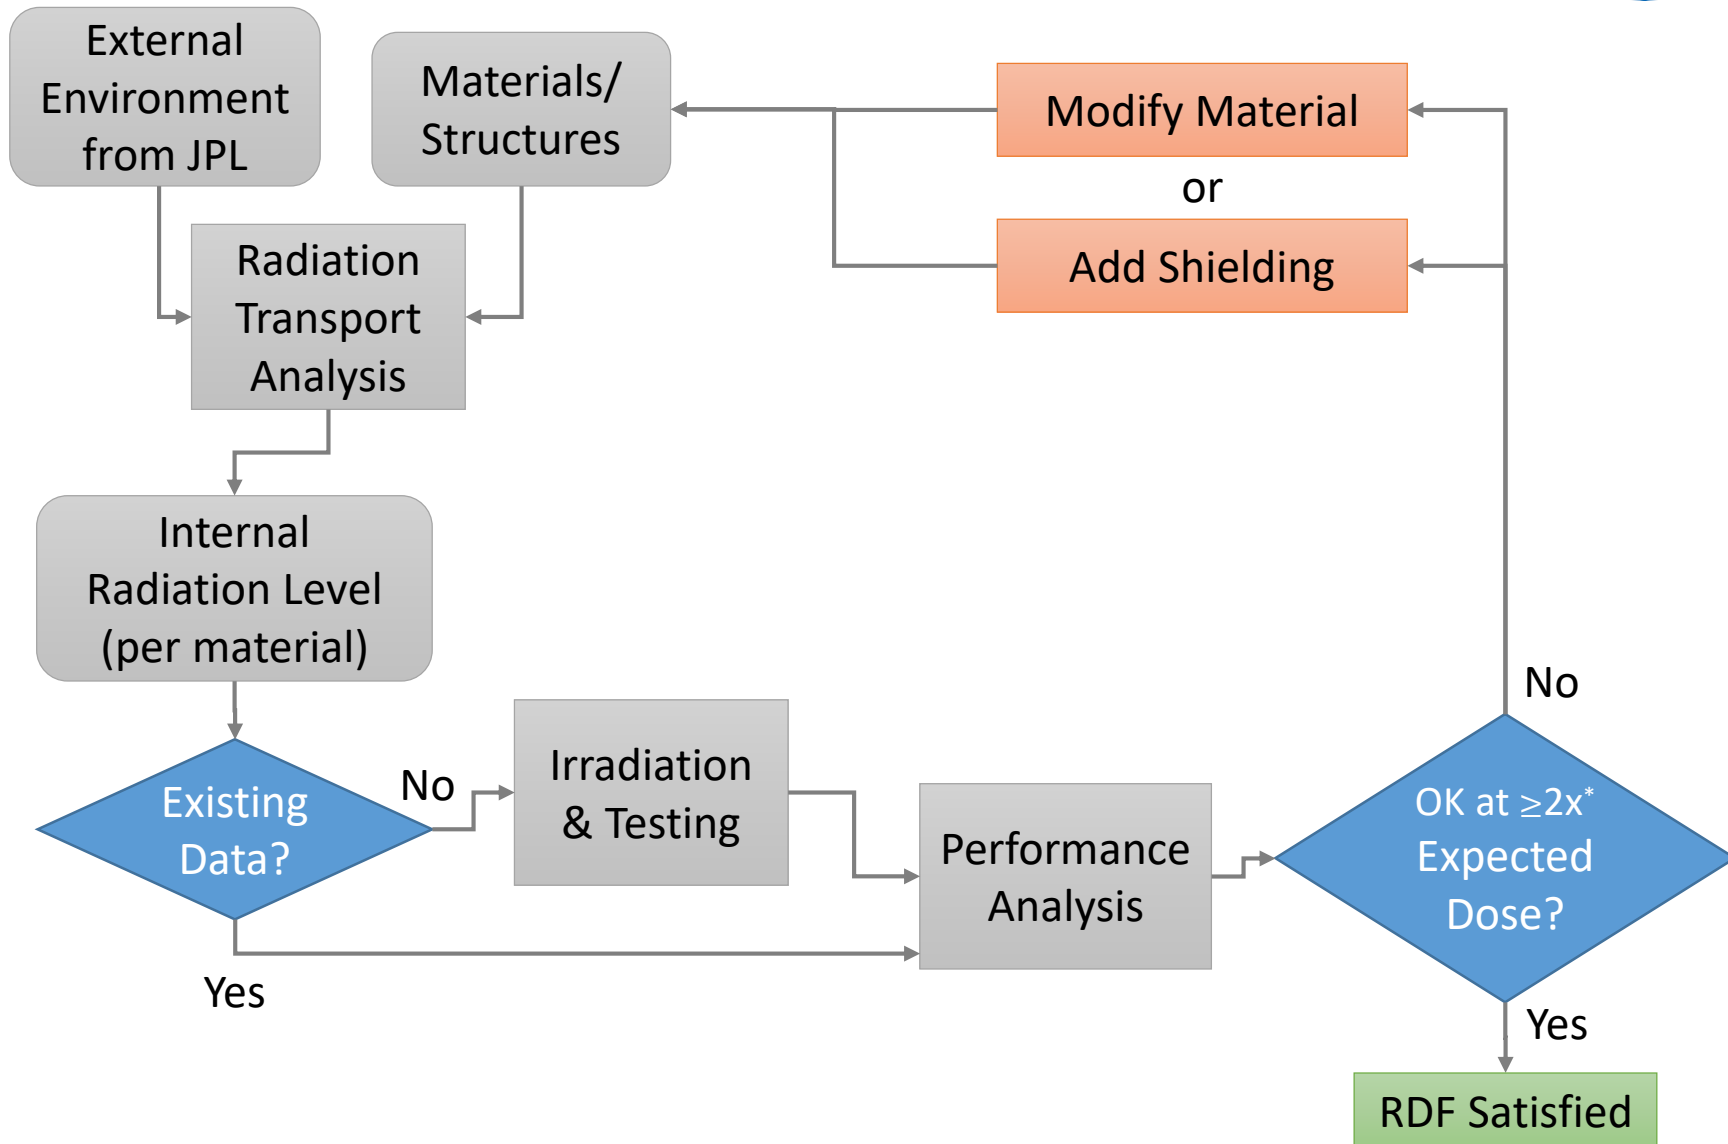 External
Environment
from JPL
Materials/
Structures
Modify Material
or
Add Shielding
Radiation
Transport
Analysis
Internal
Radiation Level
(per material)
Existing
Data?
No
Yes
Irradiation
& Testing
Performance
Analysis
OK at ≥2x*
Expected
Dose?
No
Yes
RDF Satisfied